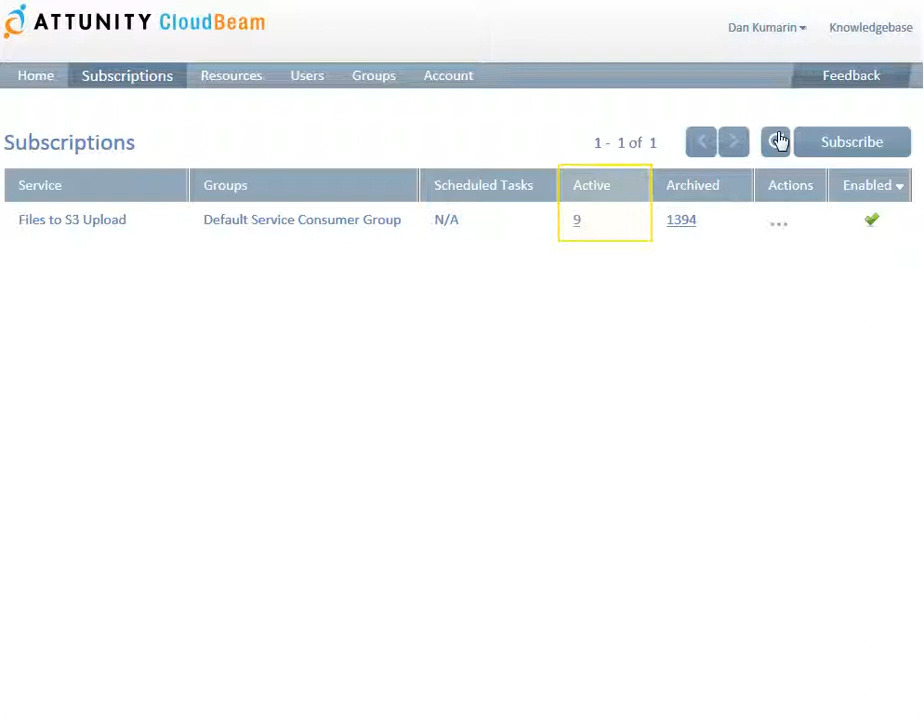 ATTUNITY CloudBeam
Dan Kumarin Knowledgebase
Home Subscriptions Resources Users Groups Account Feedback
Subscriptions 1 - 1 of 1 Subscribe
Service Groups Scheduled Tasks Active Archived Actions Enabled
Files to S3 Upload Default Service Consumer Group N/A 9 1394 ...